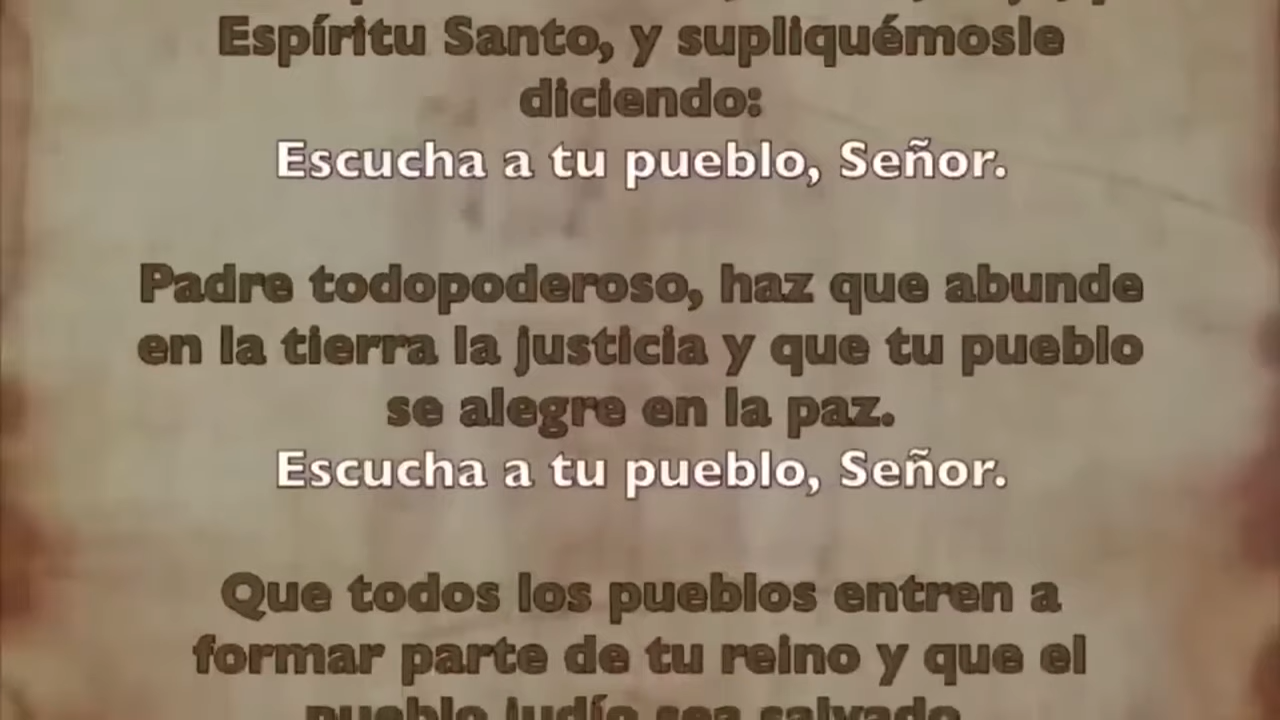 Espíritu Santo, y supliquémosle
diciendo:
Escucha a tu pueblo, Señor.
Padre todopoderoso, haz que abunde
en la tierra la justicia y que tu pueblo
se alegre en la paz.
Escucha a tu pueblo, Señor.
Que todos los pueblos entren a
formar parte de tu reino y que el
pueblo judío sea salvado.